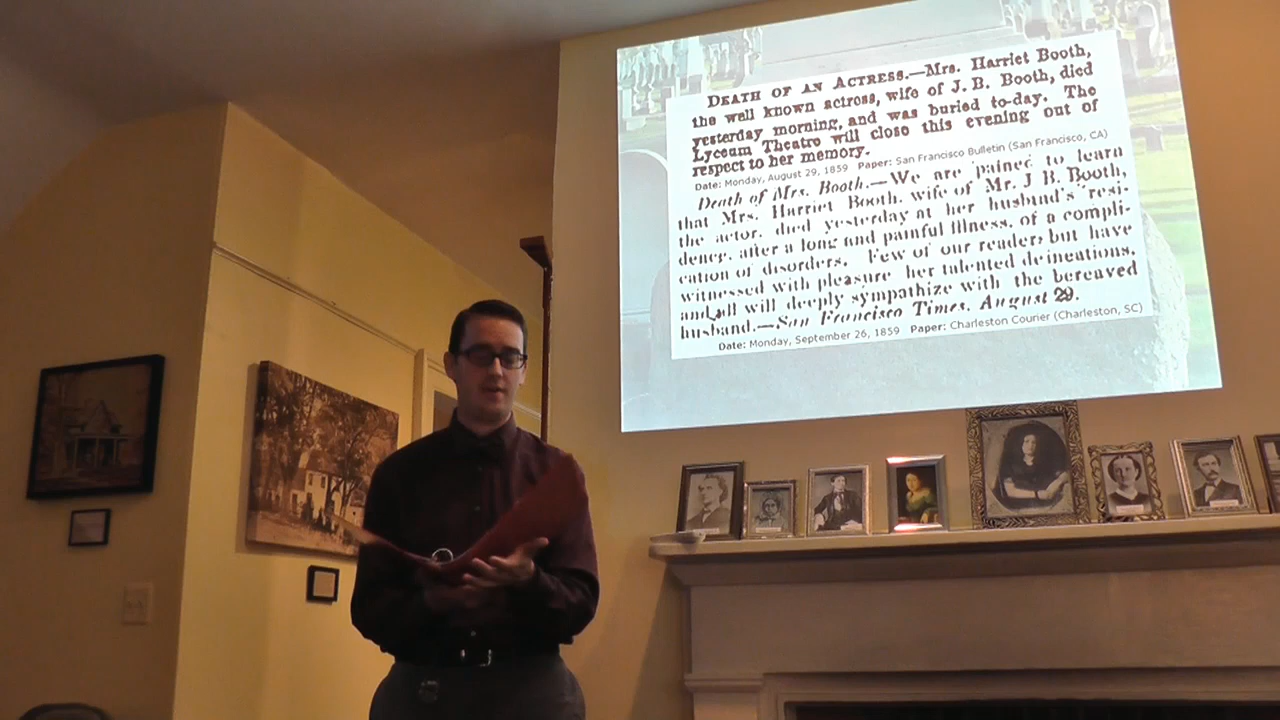 DEATH OF AN ACTRESS.—Mrs. Harriet Booth,
the well known actress, wife of J. B. Booth, died
yesterday morning, and was buried to-day. The
Lyceum Theatre will close this evening out of
respect to her memory.
Date: Monday, August 29, 1859 Paper: San Francisco Bulletin (San Francisco, CA)
Death of Mrs. Booth.—We are pained to learn
that Mrs. Harriet Booth, wife of Mr. J B. Booth,
the actor, died yesterday at her husband's resi-
dence, after a long and painful illness, of a compli-
cation of disorders. Few of our readers but have
witnessed with pleasure her talented delineations,
and all will deeply sympathize with the bereaved
husband.—San Francisco Times, August 29.
Date: Monday, September 26, 1859 Paper: Charleston Courier (Charleston, SC)